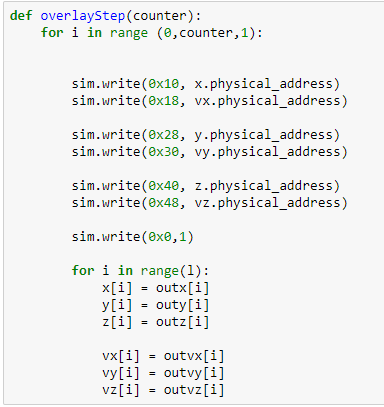 def overlayStep(counter):
    for i in range (0,counter,1):
        sim.write(0x10, x.physical_address)
        sim.write(0x18, vx.physical_address)
        sim.write(0x28, y.physical_address)
        sim.write(0x30, vy.physical_address)
        sim.write(0x40, z.physical_address)
        sim.write(0x48, vz.physical_address)
        sim.write(0x0,1)
        for i in range(l):
            x[i] = outx[i]
            y[i] = outy[i]
            z[i] = outz[i]
            vx[i] = outvx[i]
            vy[i] = outvy[i]
            vz[i] = outvz[i]